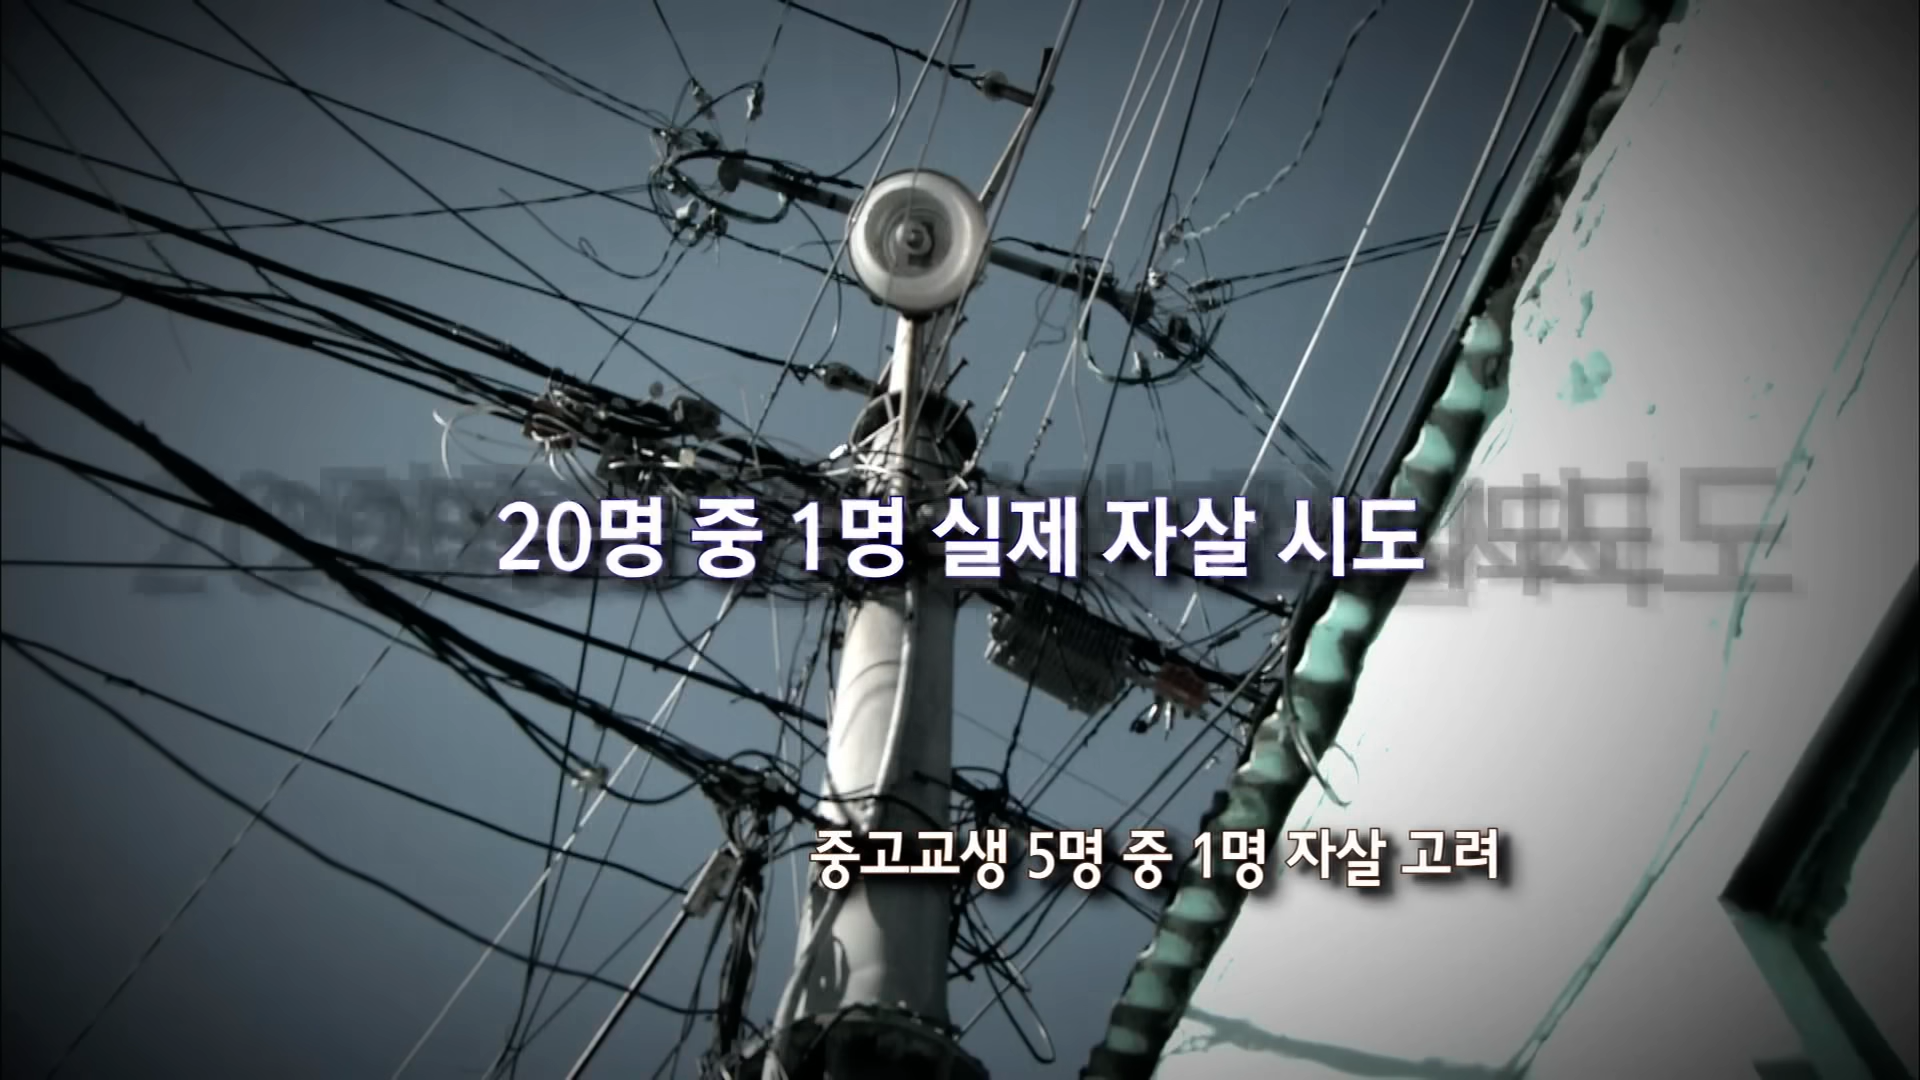 20명 중 1명 실제 자살 시도
중고교생 5명 중 1명 자살 고려